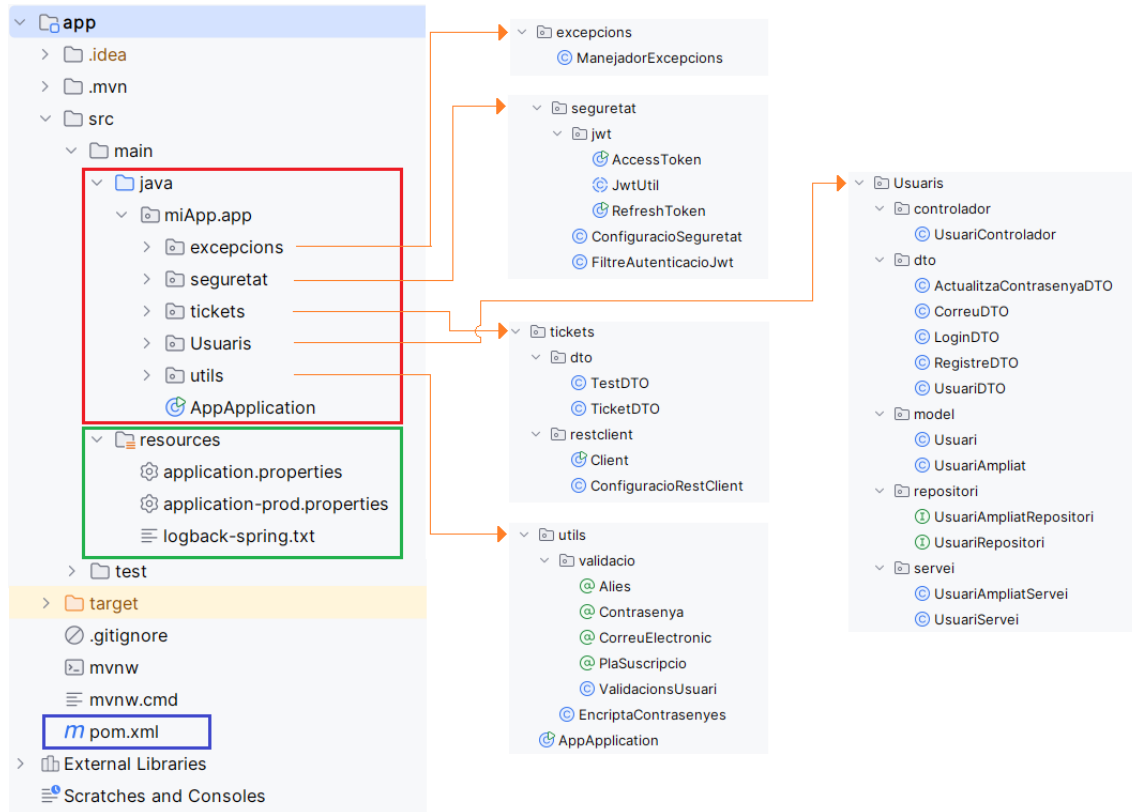 app
.idea
.mvn
src
main
java
miApp.app
excepcions
seguretat
tickets
Usuaris
utils
AppApplication
resources
application.properties
application-prod.properties
logback-spring.txt
test
target
.gitignore
mvnw
mvnw.cmd
pom.xml
External Libraries
Scratches and Consoles
excepcions
ManejadorExcepcions
seguretat
jwt
AccessToken
JwtUtil
RefreshToken
ConfiguracioSeguretat
FiltreAutenticacioJwt
tickets
dto
TestDTO
TicketDTO
restclient
Client
ConfiguracioRestClient
utils
validacio
Alies
Contrasenya
CorreuElectronic
PlaSuscripcio
ValidacionsUsuari
EncriptaContrasenyes
AppApplication
Usuaris
controlador
UsuariControlador
dto
ActualitzaContrasenyaDTO
CorreuDTO
LoginDTO
RegistreDTO
UsuariDTO
model
Usuari
UsuariAmpliat
repositori
UsuariAmpliatRepositori
UsuariRepositori
servei
UsuariAmpliatServei
UsuariServei